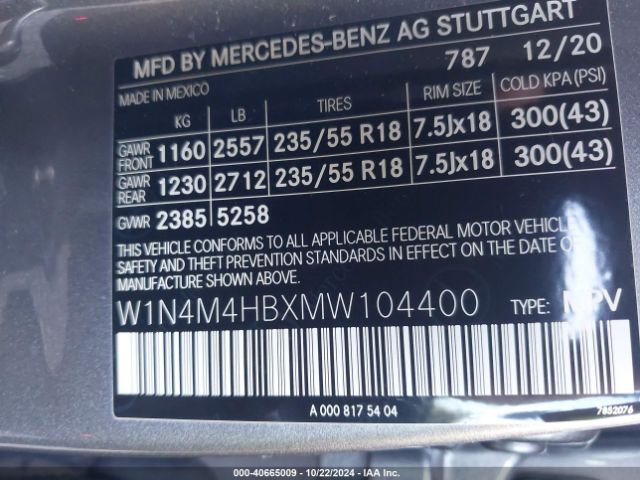 MFD BY MERCEDES-BENZ AG STUTTGART
787 12/20
MADE IN MEXICO
KG LB TIRES RIM SIZE COLD KPA (PSI)
GAWR FRONT 1160 2557 235/55 R18 7.5Jx18 300(43)
GAWR REAR 1230 2712 235/55 R18 7.5Jx18 300(43)
GVWR 2385 5258
THIS VEHICLE CONFORMS TO ALL APPLICABLE FEDERAL MOTOR VEHICLE
SAFETY AND THEFT PREVENTION STANDARDS IN EFFECT ON THE DATE OF
MANUFACTURE SHOWN ABOVE.
W1N4M4HBXMW104400 TYPE: MPV
A 000 817 54 04 7852076
000-40665009 | 10/22/2024 | IAA Inc.